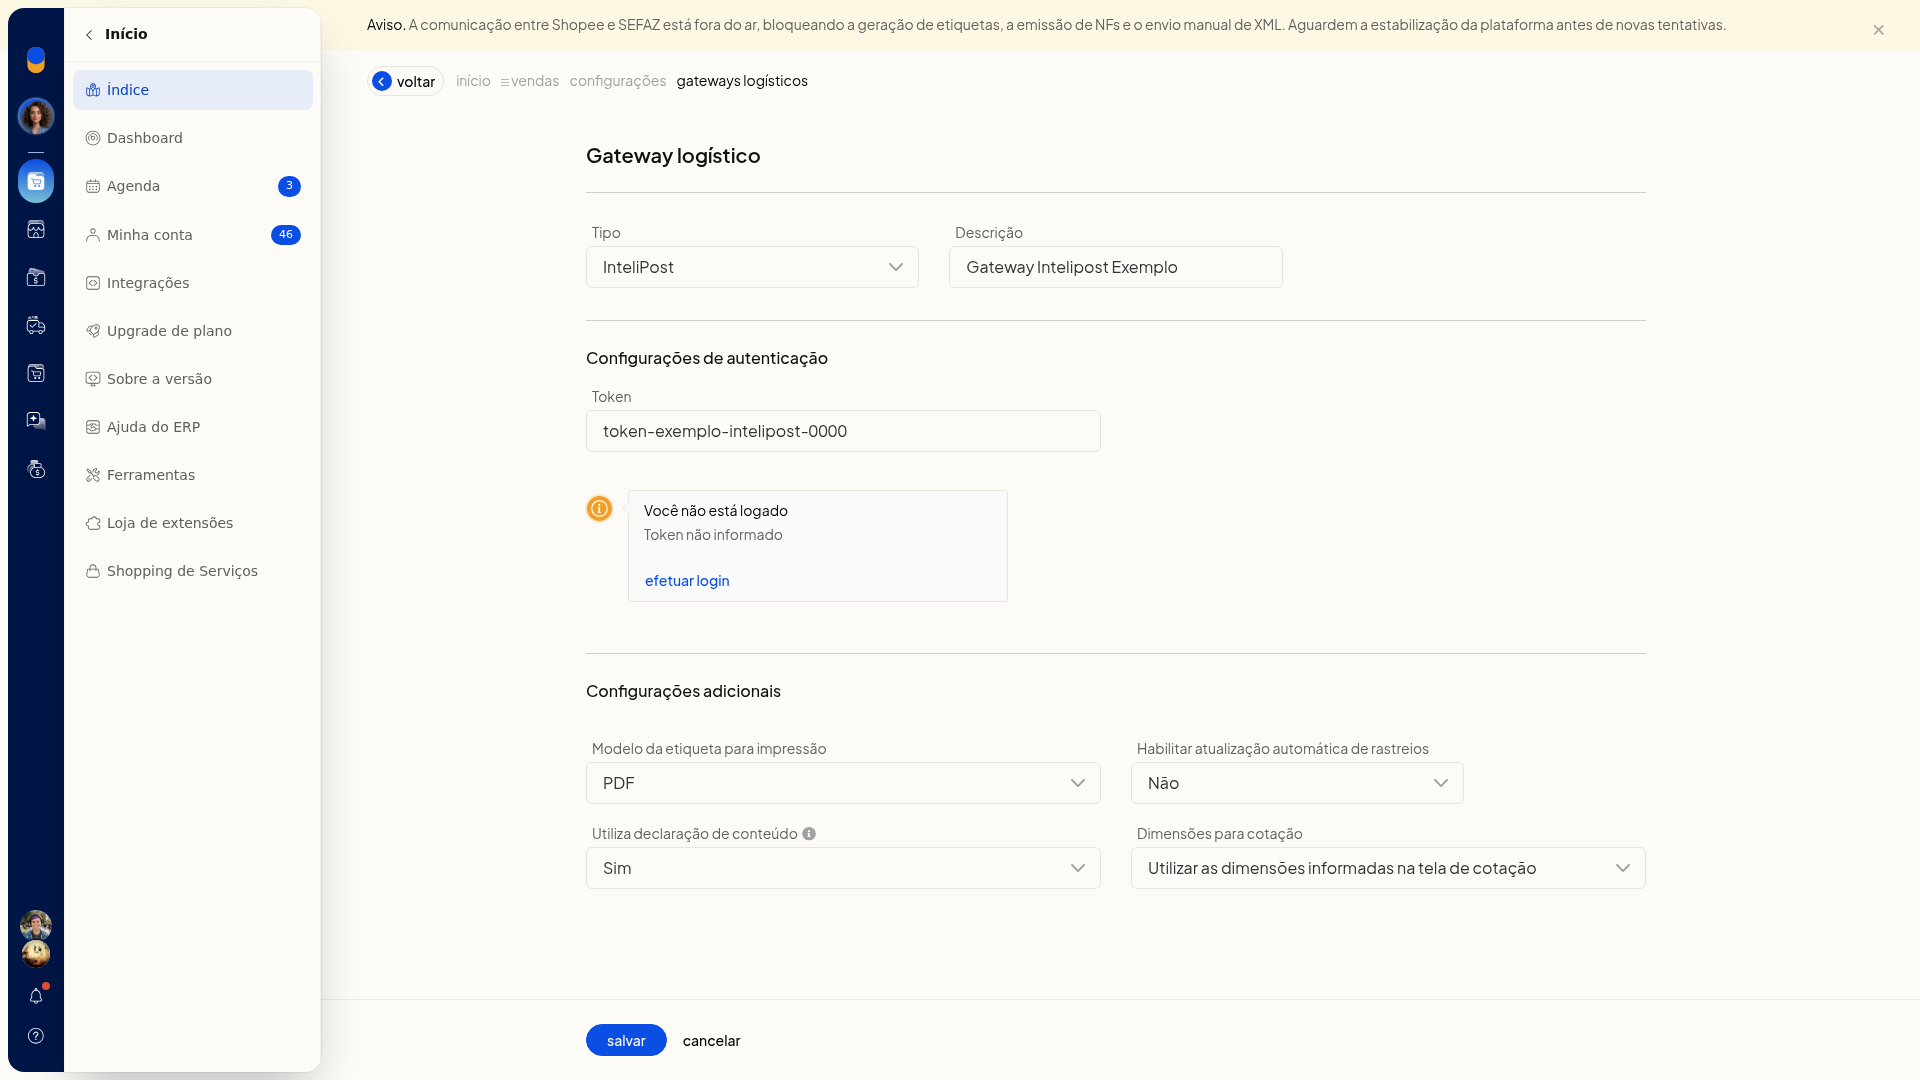 Início
Índice
Dashboard
Agenda 3
Minha conta 46
Integrações
Upgrade de plano
Sobre a versão
Ajuda do ERP
Ferramentas
Loja de extensões
Shopping de Serviços
Aviso. A comunicação entre Shopee e SEFAZ está fora do ar, bloqueando a geração de etiquetas, a emissão de NFs e o envio manual de XML. Aguardem a estabilização da plataforma antes de novas tentativas.
voltar início vendas configurações gateways logísticos
Gateway logístico
Tipo Descrição
InteliPost Gateway Intelipost Exemplo
Configurações de autenticação
Token
token-exemplo-intelipost-0000
Você não está logado
Token não informado
efetuar login
Configurações adicionais
Modelo da etiqueta para impressão Habilitar atualização automática de rastreios
PDF Não
Utiliza declaração de conteúdo Dimensões para cotação
Sim Utilizar as dimensões informadas na tela de cotação
salvar cancelar